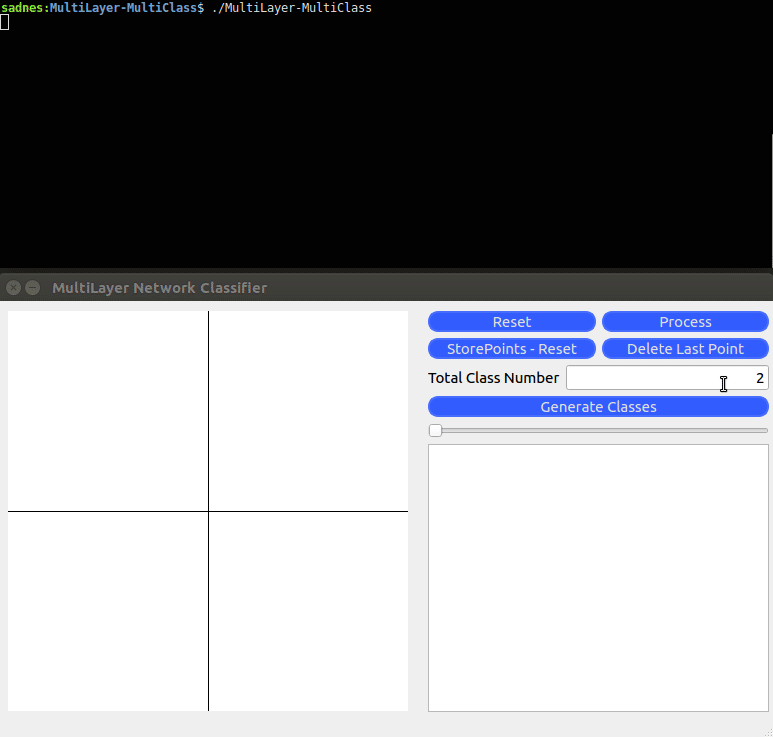 sadnes:MultiLayer-MultiClass$ ./MultiLayer-MultiClass
MultiLayer Network Classifier
Reset Process
StorePoints - Reset Delete Last Point
Total Class Number 2
Generate Classes